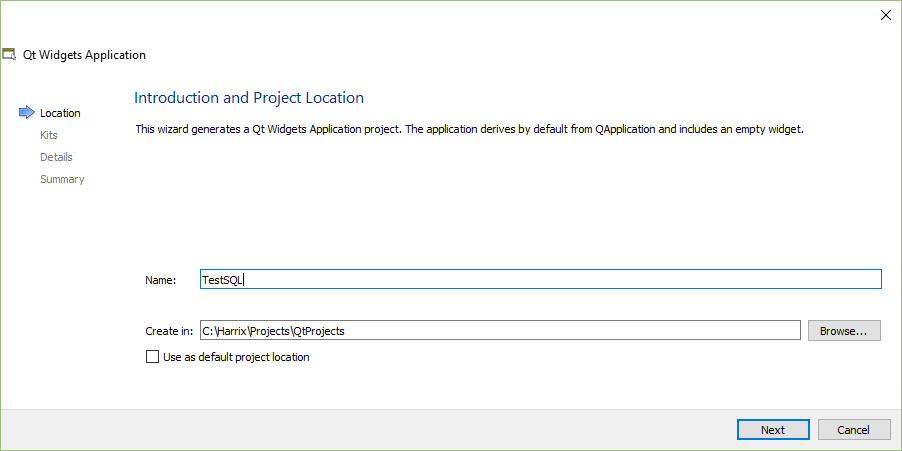 Qt Widgets Application
Location
Kits
Details
Summary
Introduction and Project Location
This wizard generates a Qt Widgets Application project. The application derives by default from QApplication and includes an empty widget.
Name: TestSQL
Create in: C:\Harrix\Projects\QtProjects Browse...
Use as default project location
Next Cancel